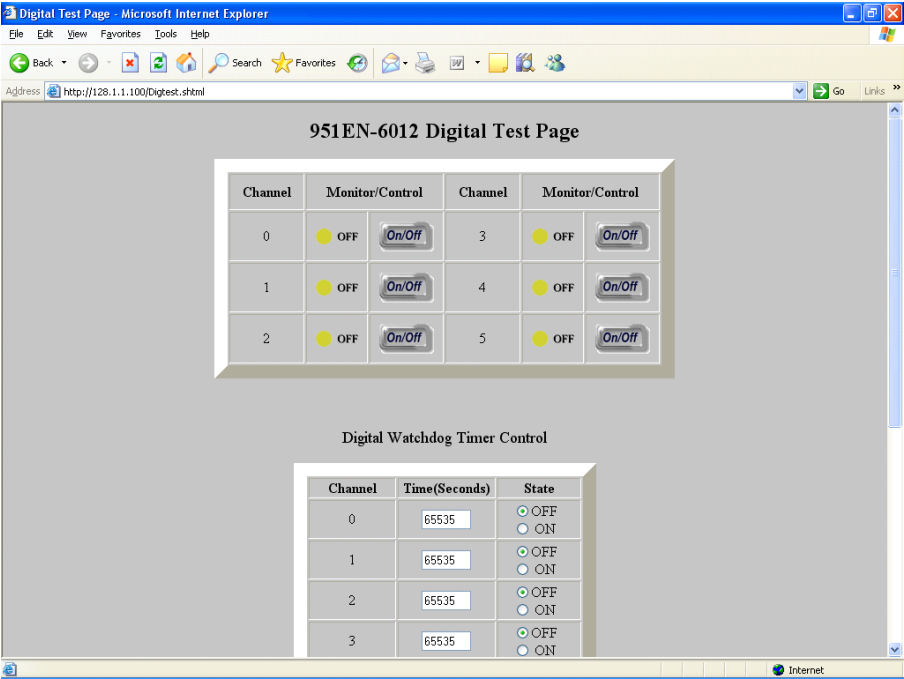 Digital Test Page - Microsoft Internet Explorer
File Edit View Favorites Tools Help
Back Search Favorites
Address http://128.1.1.100/Digtest.shtml Go Links »
951EN-6012 Digital Test Page
Channel Monitor/Control Channel Monitor/Control
0 OFF On/Off 3 OFF On/Off
1 OFF On/Off 4 OFF On/Off
2 OFF On/Off 5 OFF On/Off
Digital Watchdog Timer Control
Channel Time(Seconds) State
0 65535 OFF
ON
1 65535 OFF
ON
2 65535 OFF
ON
3 65535 OFF
ON
Internet